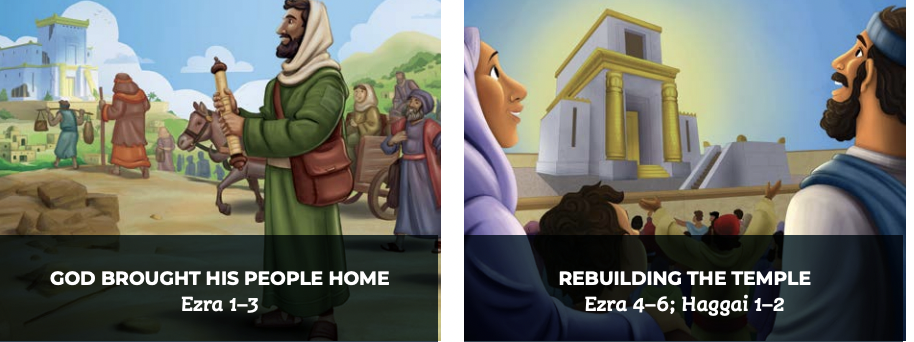 GOD BROUGHT HIS PEOPLE HOME
Ezra 1–3
REBUILDING THE TEMPLE
Ezra 4–6; Haggai 1–2